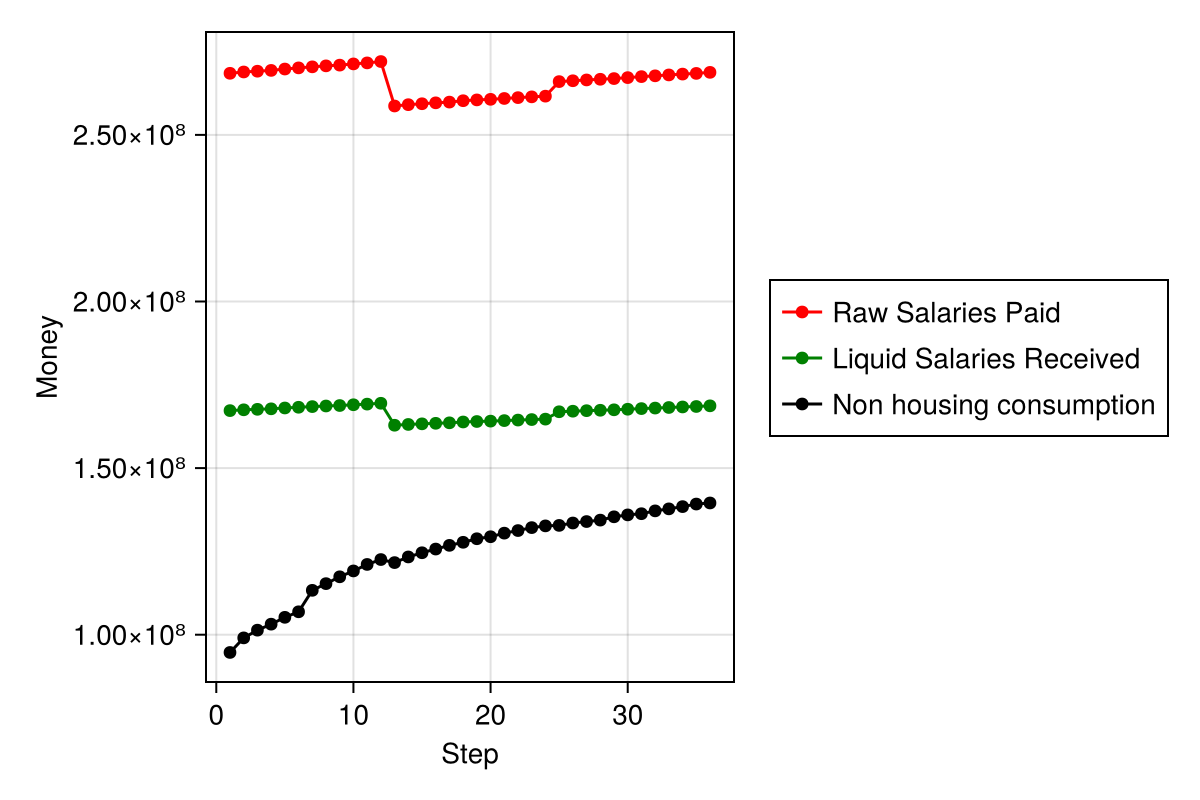 2.50×10⁸
2.00×10⁸
1.50×10⁸
1.00×10⁸
Money
0 10 20 30
Step
Raw Salaries Paid
Liquid Salaries Received
Non housing consumption